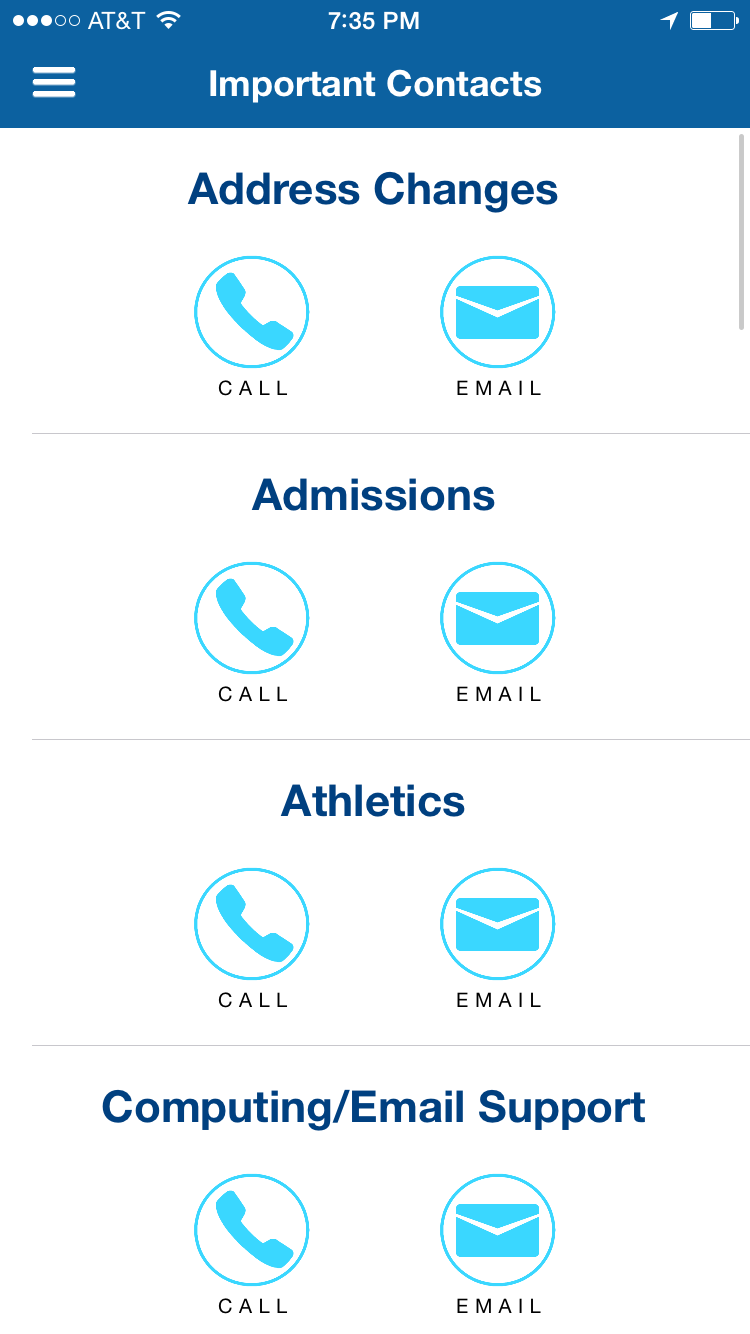 AT&T 7:35 PM
Important Contacts
Address Changes
CALL EMAIL
Admissions
CALL EMAIL
Athletics
CALL EMAIL
Computing/Email Support
CALL EMAIL